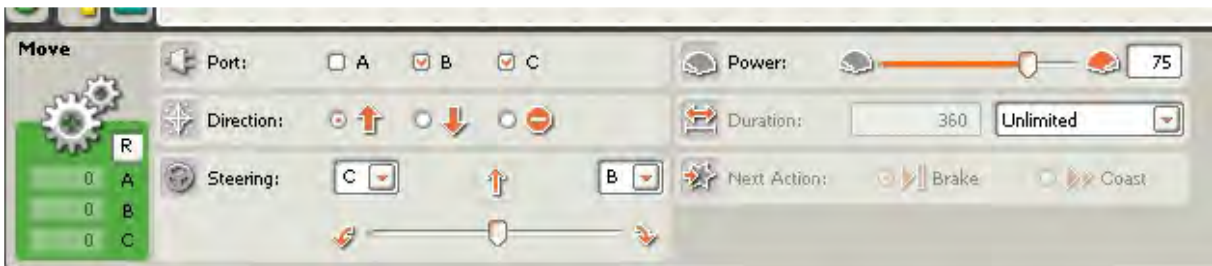 Move
Port: A B C
Power: 75
Direction:
Duration: 360 Unlimited
R
Steering: C B
Next Action: Brake Coast
0 A
0 B
0 C